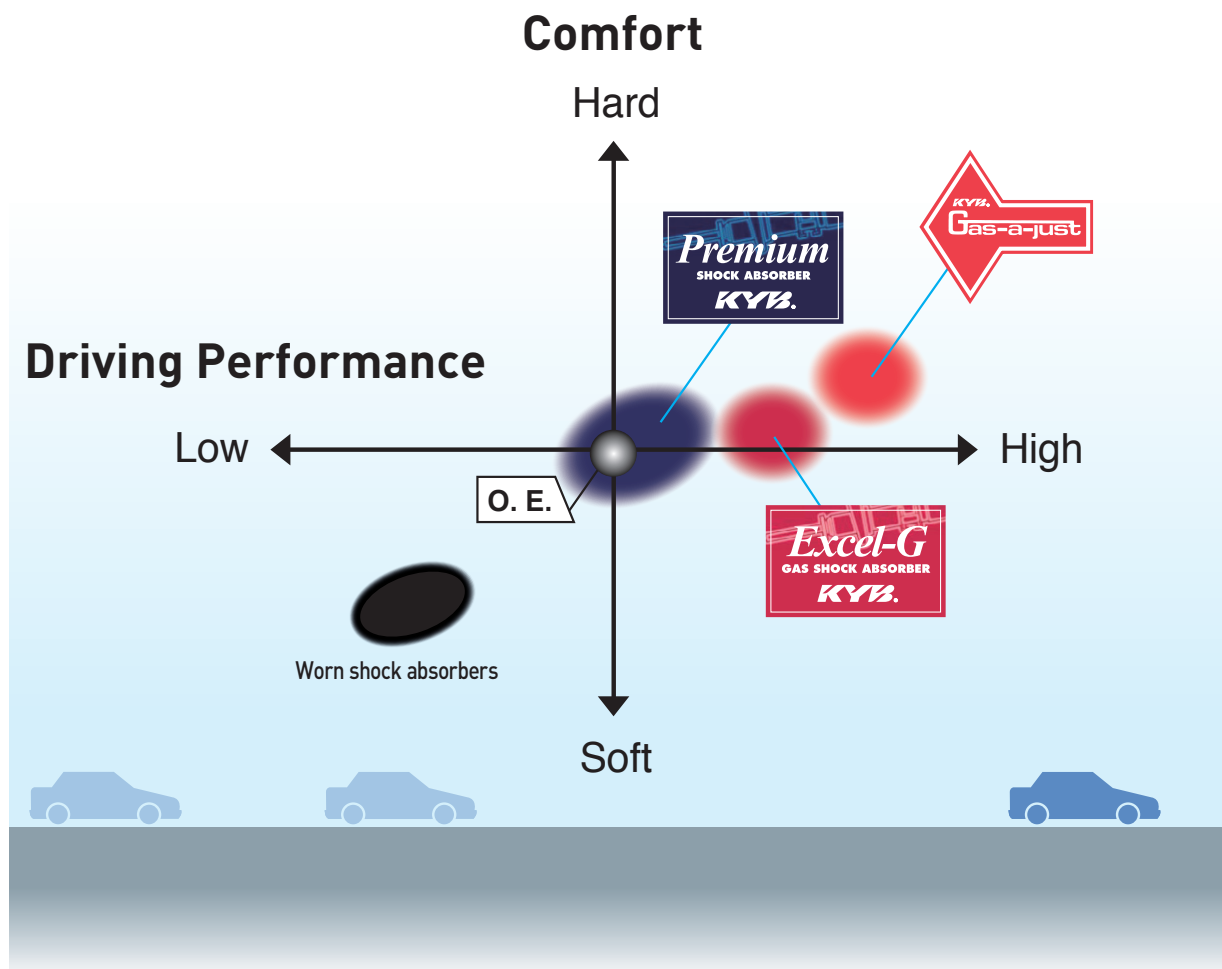 Comfort
Hard
KYB.
Gas-a-just
Premium
SHOCK ABSORBER
KYB.
Driving Performance
Low
High
O. E.
Excel-G
GAS SHOCK ABSORBER
KYB.
Worn shock absorbers
Soft